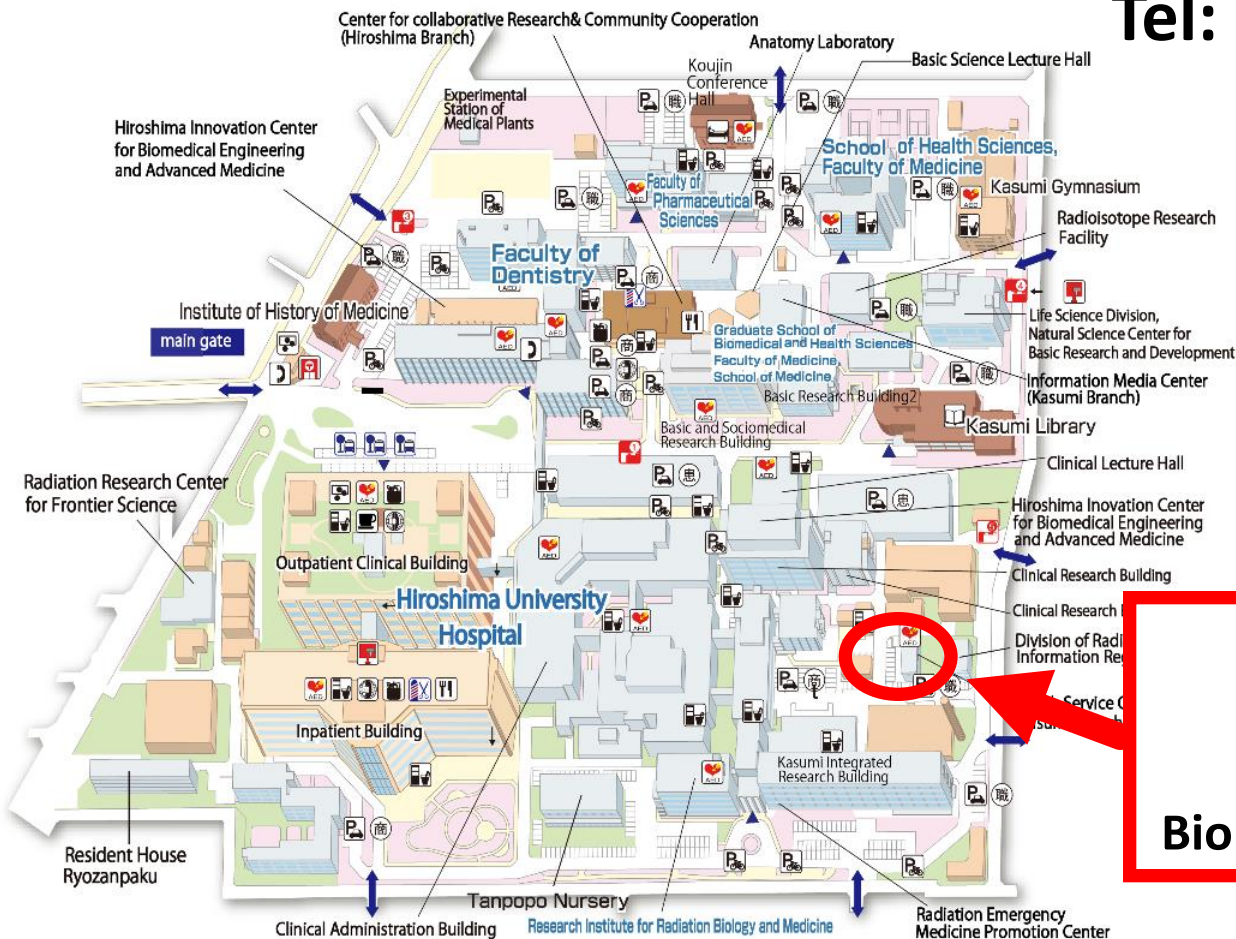 Tel:
Center for collaborative Research& Community Cooperation
(Hiroshima Branch)
Anatomy Laboratory
Basic Science Lecture Hall
Koujin
Conference
Hall
Experimental
Station of
Medical Plants
Hiroshima Innovation Center
for Biomedical Engineering
and Advanced Medicine
School of Health Sciences,
Faculty of Medicine
Faculty of
Pharmaceutical
Sciences
Kasumi Gymnasium
Radioisotope Research
Facility
Faculty of
Dentistry
Institute of History of Medicine
main gate
Life Science Division,
Natural Science Center for
Basic Research and Development
Graduate School of
Biomedical and Health Sciences
Faculty of Medicine,
School of Medicine
Basic Research Building2
Information Media Center
(Kasumi Branch)
Basic and Sociomedical
Research Building
Kasumi Library
Clinical Lecture Hall
Radiation Research Center
for Frontier Science
Hiroshima Inovation Center
for Biomedical Engineering
and Advanced Medicine
Outpatient Clinical Building
Clinical Research Building
Hiroshima University
Hospital
Clinical Research
Division of Radi
Information Reg
Service
Inpatient Building
Kasumi Integrated
Research Building
Bio
Resident House
Ryozanpaku
Tanpopo Nursery
Clinical Administration Building
Research Institute for Radiation Biology and Medicine
Radiation Emergency
Medicine Promotion Center